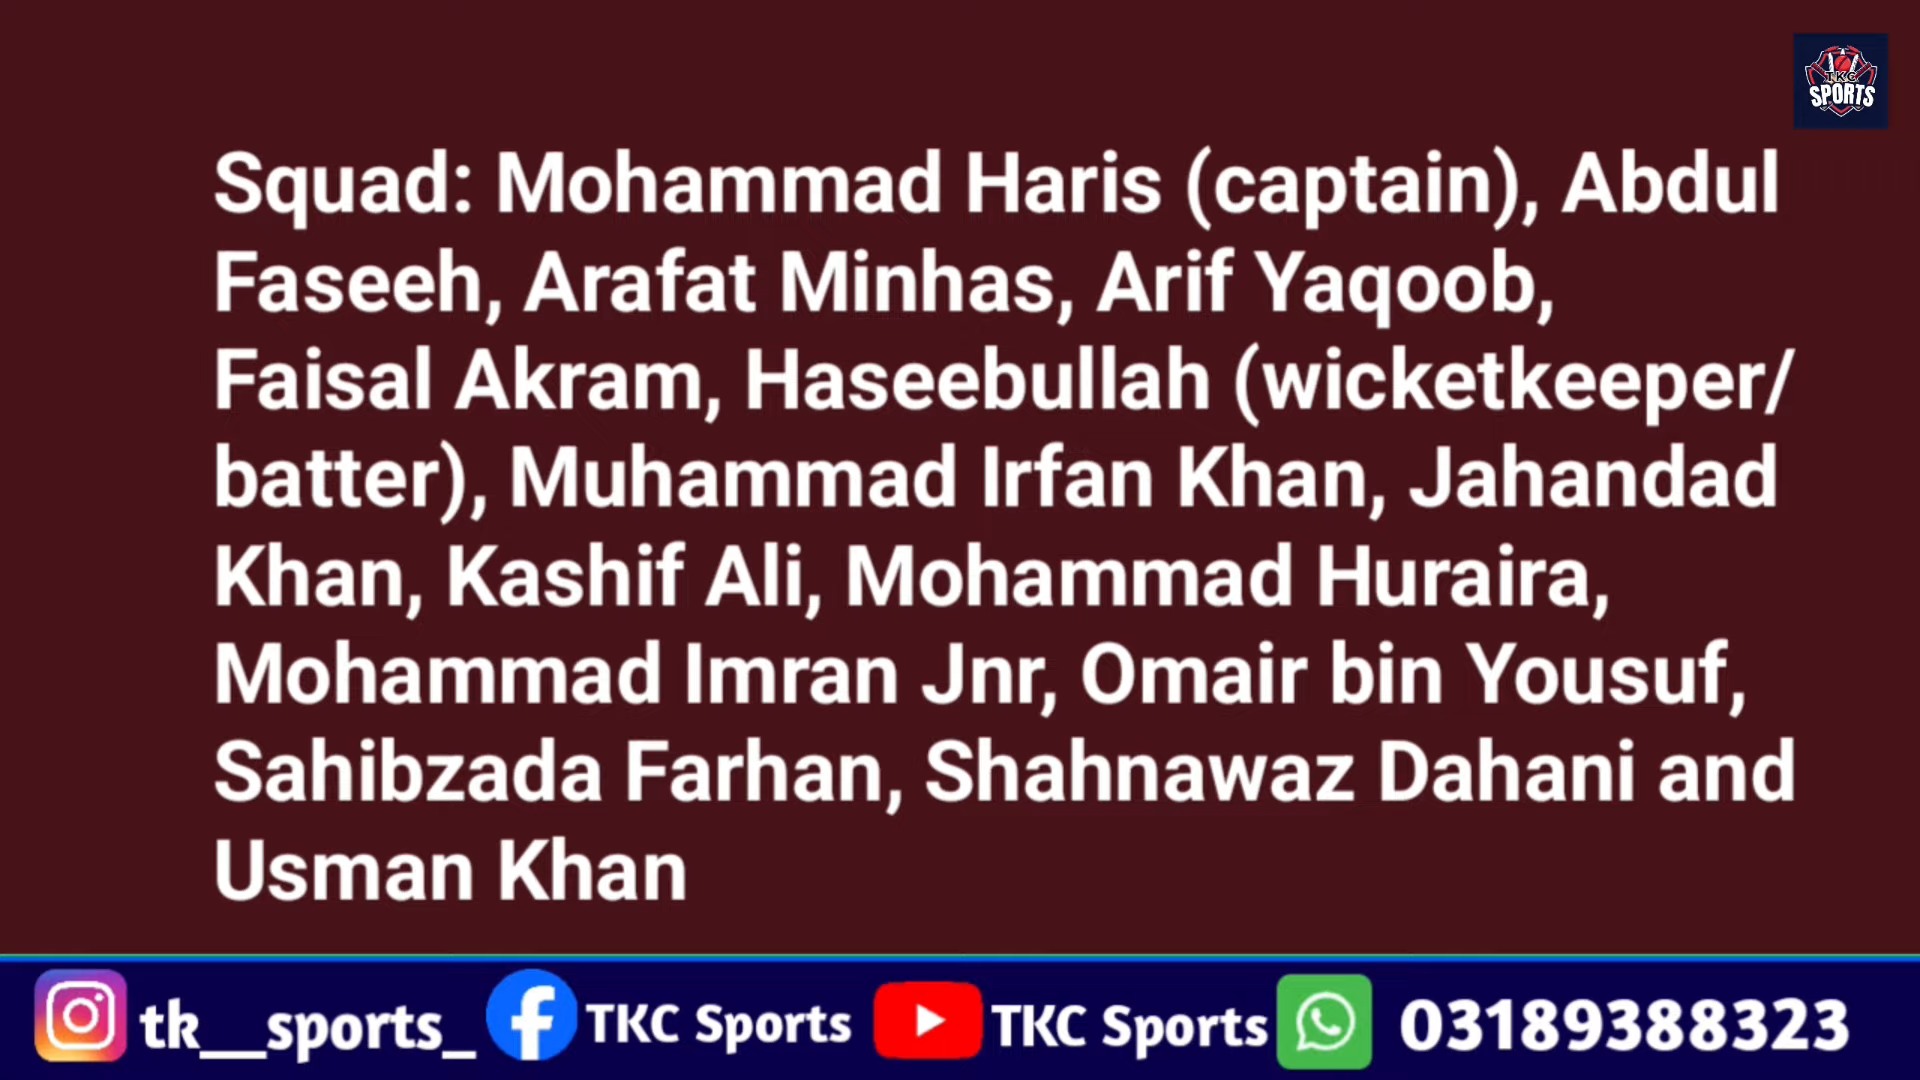 TKC
SPORTS
Squad: Mohammad Haris (captain), Abdul
Faseeh, Arafat Minhas, Arif Yaqoob,
Faisal Akram, Haseebullah (wicketkeeper/
batter), Muhammad Irfan Khan, Jahandad
Khan, Kashif Ali, Mohammad Huraira,
Mohammad Imran Jnr, Omair bin Yousuf,
Sahibzada Farhan, Shahnawaz Dahani and
Usman Khan
tk__sports_ TKC Sports TKC Sports 03189388323